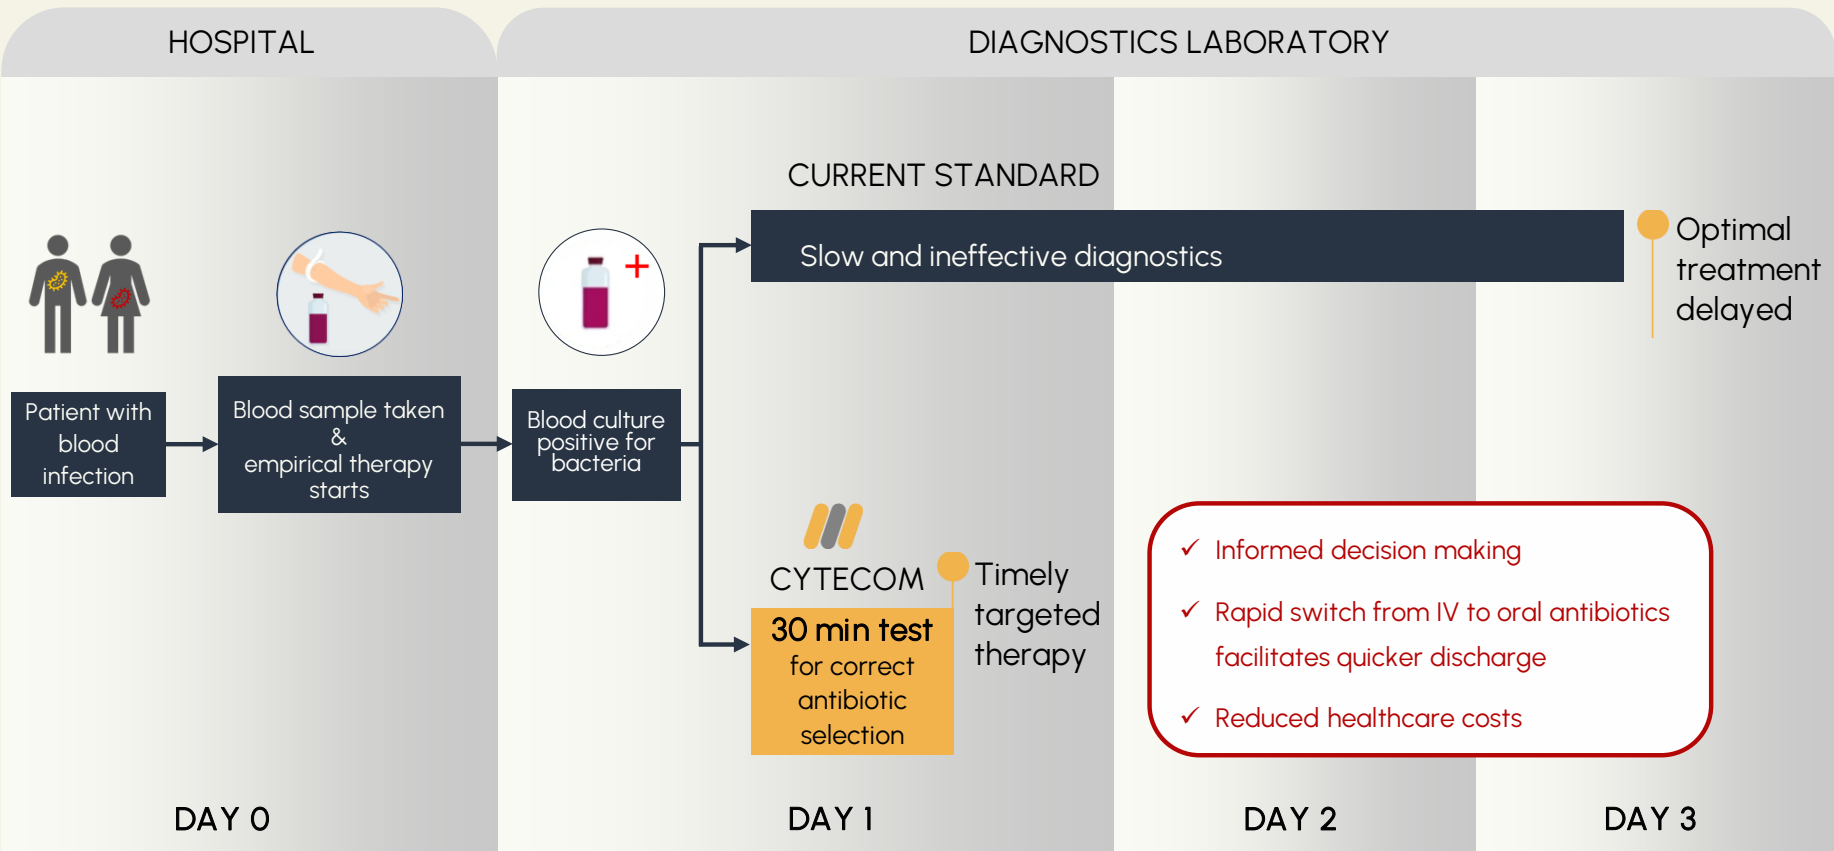 HOSPITAL
DIAGNOSTICS LABORATORY
CURRENT STANDARD
Slow and ineffective diagnostics
Optimal
treatment
delayed
Patient with
blood
infection
Blood sample taken
&
empirical therapy
starts
Blood culture
positive for
bacteria
CYTECOM
30 min test
for correct
antibiotic
selection
Timely
targeted
therapy
✓ Informed decision making
✓ Rapid switch from IV to oral antibiotics
facilitates quicker discharge
✓ Reduced healthcare costs
DAY 0
DAY 1
DAY 2
DAY 3